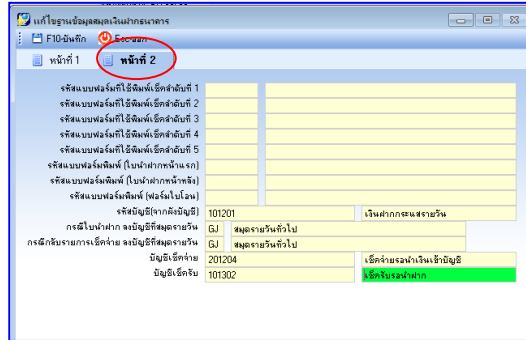 แก้ไขฐานข้อมูลสมุดเงินฝากธนาคาร
F10-บันทึก Esc-ออก
หน้าที่ 1 หน้าที่ 2
รหัสแบบฟอร์มที่ใช้พิมพ์เช็คลำดับที่ 1
รหัสแบบฟอร์มที่ใช้พิมพ์เช็คลำดับที่ 2
รหัสแบบฟอร์มที่ใช้พิมพ์เช็คลำดับที่ 3
รหัสแบบฟอร์มที่ใช้พิมพ์เช็คลำดับที่ 4
รหัสแบบฟอร์มที่ใช้พิมพ์เช็คลำดับที่ 5
รหัสแบบฟอร์มพิมพ์ (ใบนำฝากหน้าแรก)
รหัสแบบฟอร์มพิมพ์ (ใบนำฝากหน้าหลัง)
รหัสแบบฟอร์มพิมพ์ (ฟอร์มใบโอน)
รหัสบัญชี(จากผังบัญชี) 101201 เงินฝากกระแสรายวัน
กรณีใบนำฝาก ลงบัญชีที่สมุดรายวัน GJ สมุดรายวันทั่วไป
กรณีกลับรายการเช็คจ่าย ลงบัญชีที่สมุดรายวัน GJ สมุดรายวันทั่วไป
บัญชีเช็คจ่าย 201204 เช็คจ่ายรอนำเงินเข้าบัญชี
บัญชีเช็ครับ 101302 เช็ครับรอนำฝาก